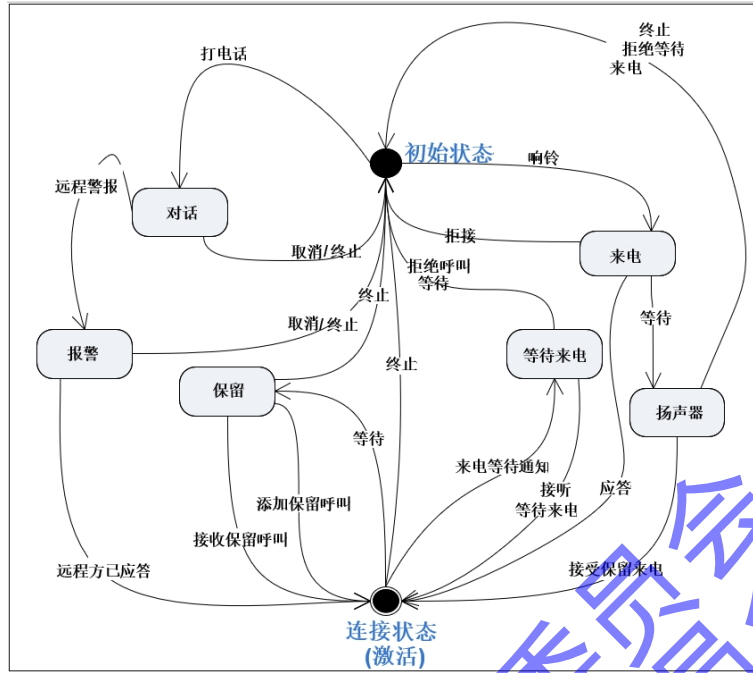 终止
拒绝等待
来电
打电话
初始状态
响铃
远程警报
对话
取消/终止
拒接
来电
拒绝呼叫
等待
终止
取消/终止
等待
报警
终止
等待来电
保留
扬声器
等待
来电等待通知
接听
等待来电
应答
添加保留呼叫
接收保留呼叫
远程方已应答
接受保留来电
连接状态
(激活)
委员会